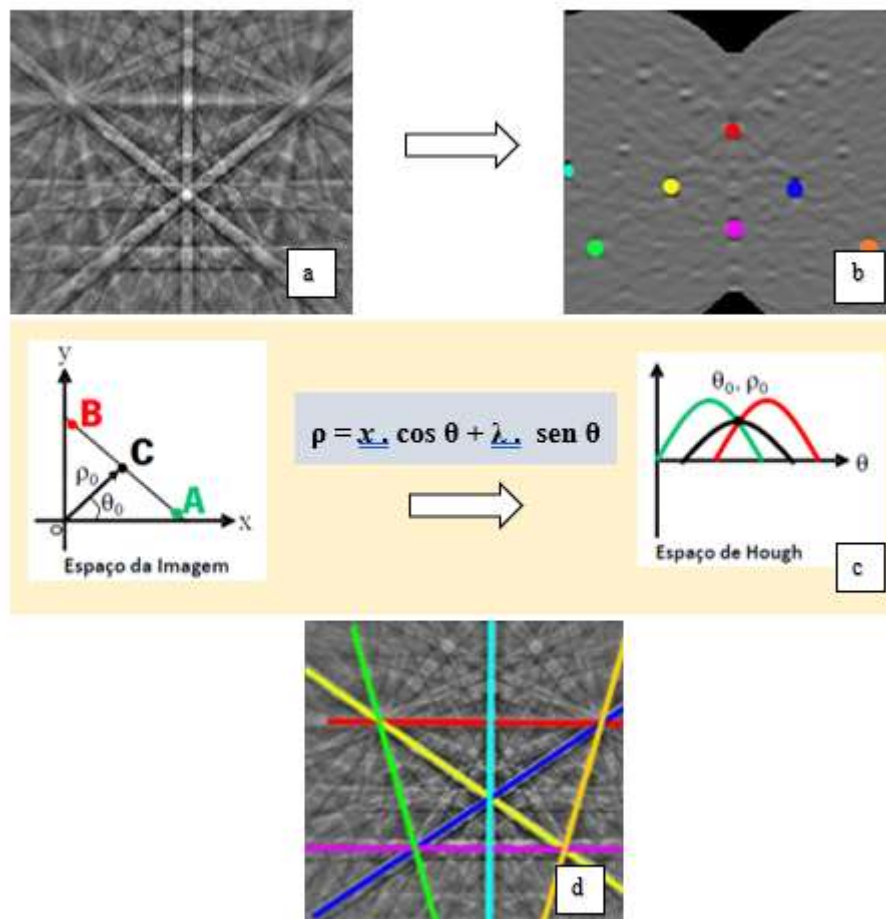 a
b
y
B
C
ρ₀
θ₀
A
O
x
Espaço da Imagem
ρ = x . cos θ + λ . sen θ
θ₀, ρ₀
θ
Espaço de Hough
c
d